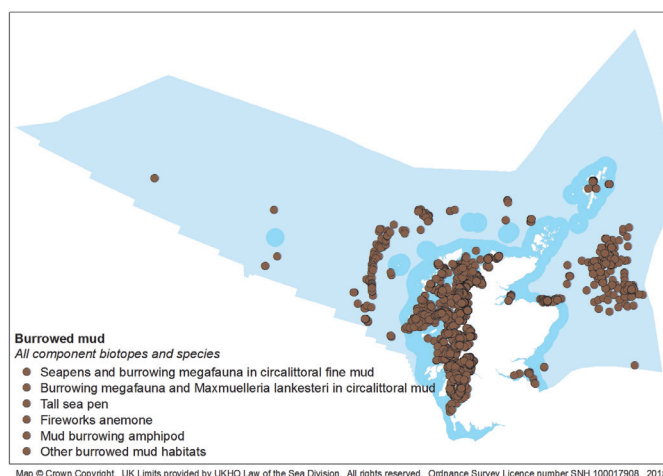 Burrowed mud
All component biotopes and species
Seapens and burrowing megafauna in circalittoral fine mud
Burrowing megafauna and Maxmuelleria lankesteri in circalittoral mud
Tall sea pen
Fireworks anemone
Mud burrowing amphipod
Other burrowed mud habitats
Map © Crown Copyright. UK Limits provided by UKHO Law of the Sea Division. All rights reserved. Ordnance Survey Licence number SNH 100017908